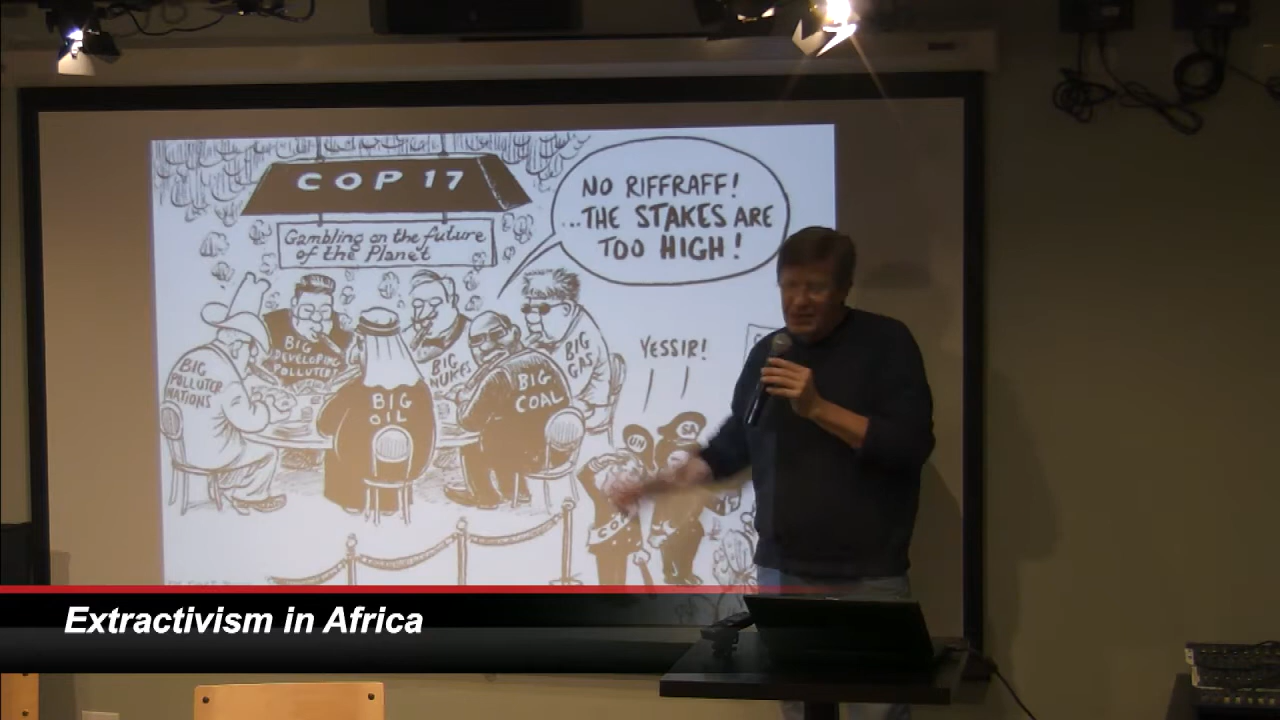 COP 17
Gambling on the future
of the Planet
NO RIFFRAFF!
...THE STAKES ARE
TOO HIGH!
YESSIR!
BIG
POLLUTER
NATIONS
BIG
DEVELOPING
POLLUTERS
BIG
OIL
BIG
NUKES
BIG
COAL
BIG
GAS
UN
SA
Extractivism in Africa